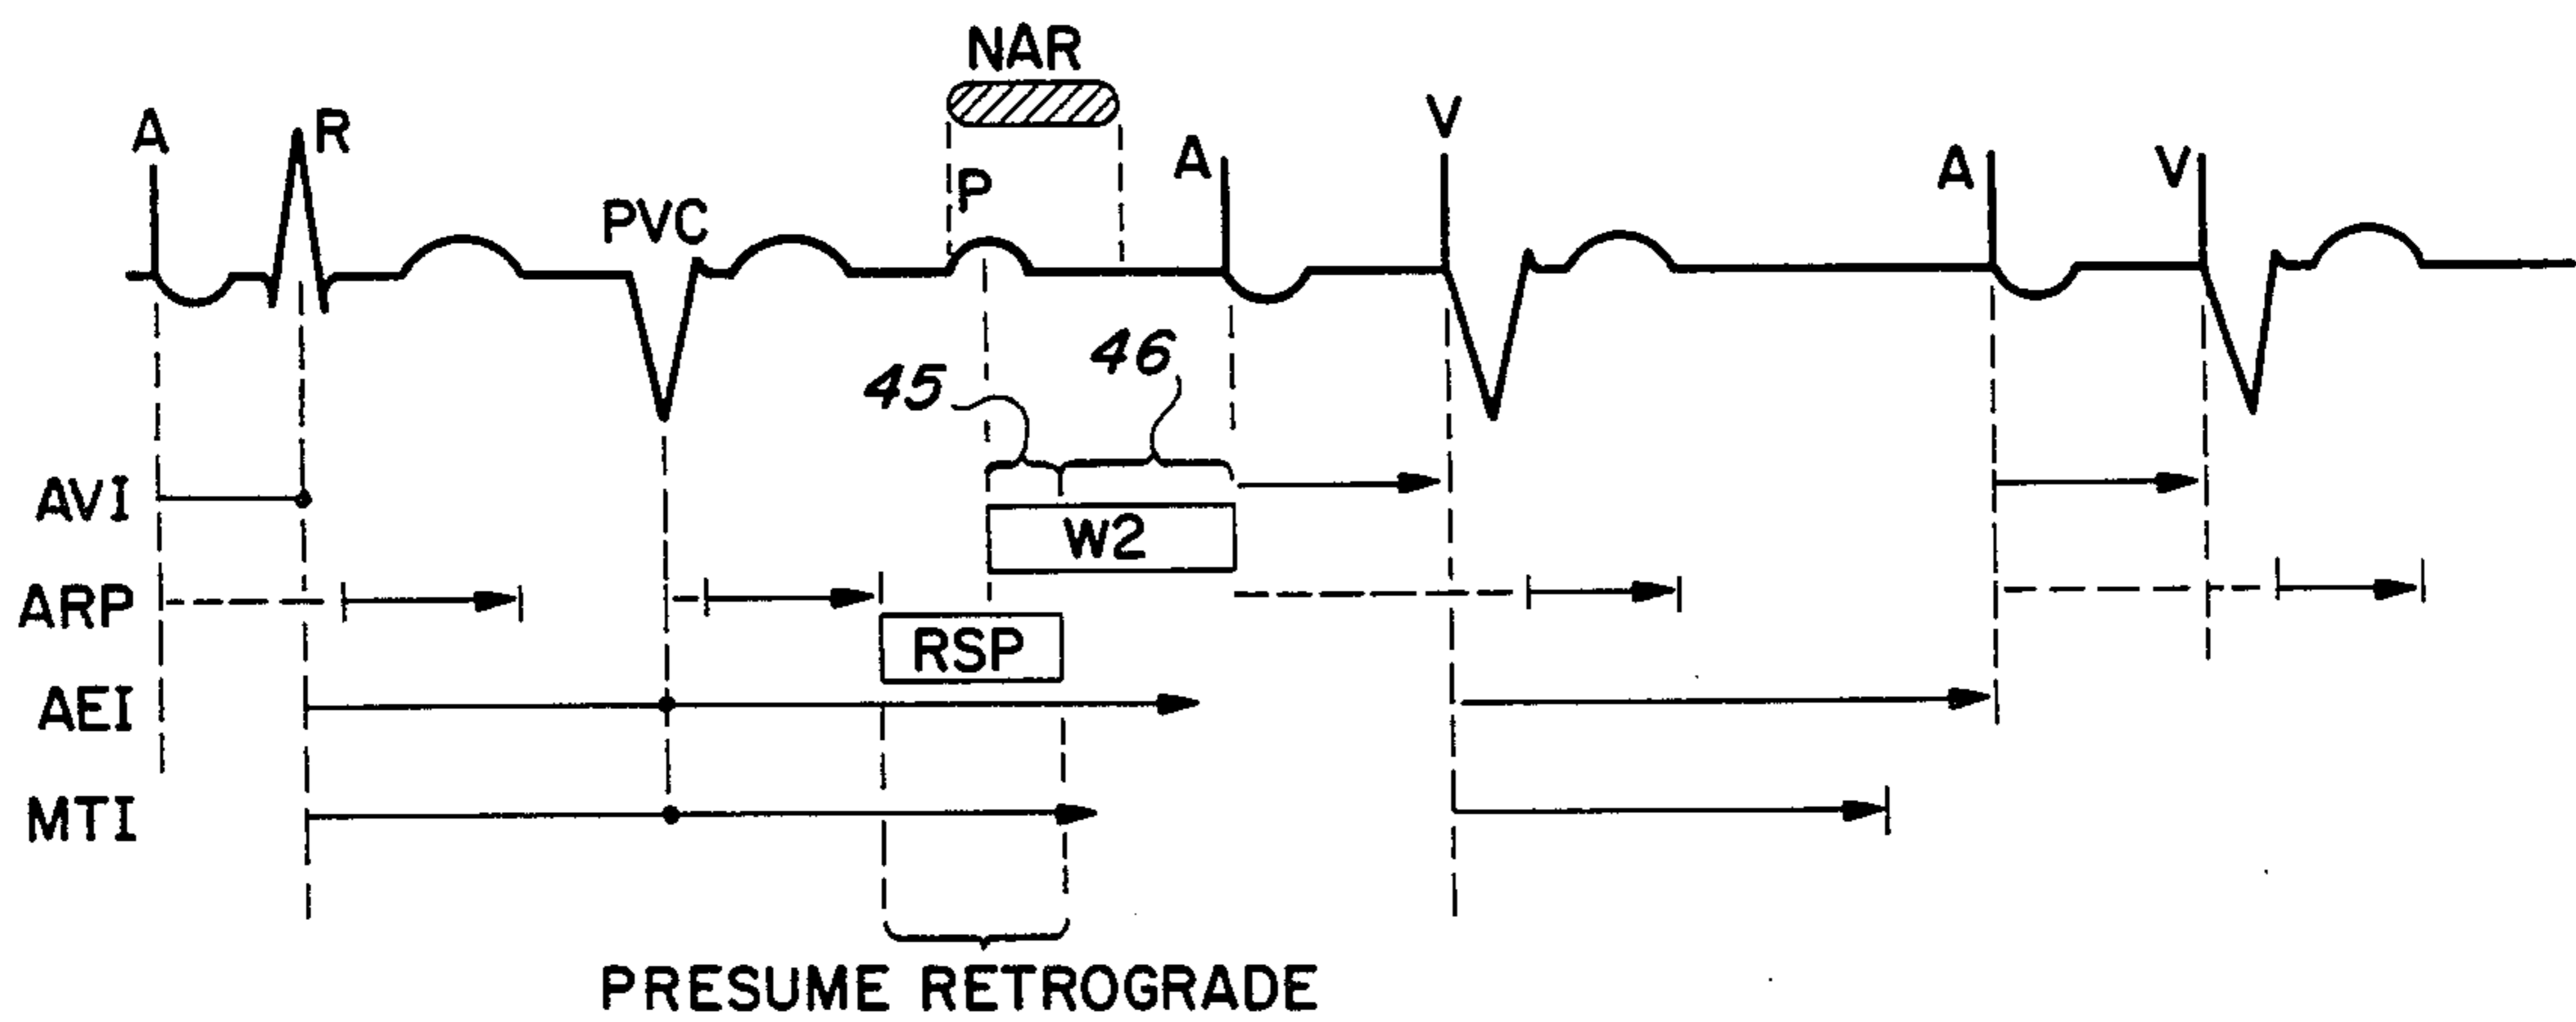 NAR
A
R
PVC
P
A
V
A
V
45
46
AVI
W2
ARP
RSP
AEI
MTI
PRESUME RETROGRADE